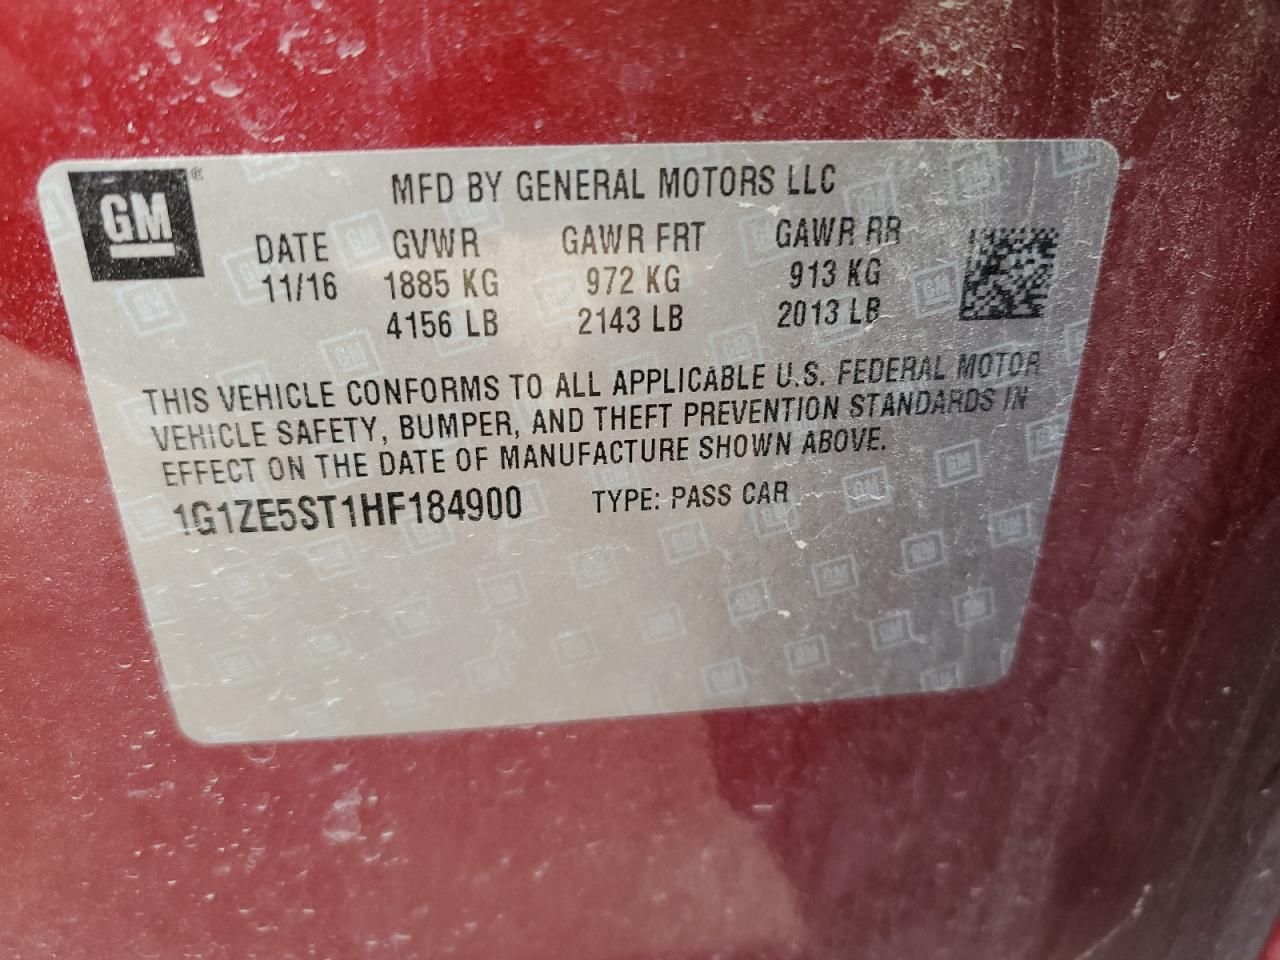 GM ®
MFD BY GENERAL MOTORS LLC
DATE GVWR GAWR FRT GAWR RR
11/16 1885 KG 972 KG 913 KG
4156 LB 2143 LB 2013 LB
THIS VEHICLE CONFORMS TO ALL APPLICABLE U.S. FEDERAL MOTOR
VEHICLE SAFETY, BUMPER, AND THEFT PREVENTION STANDARDS IN
EFFECT ON THE DATE OF MANUFACTURE SHOWN ABOVE.
1G1ZE5ST1HF184900 TYPE: PASS CAR